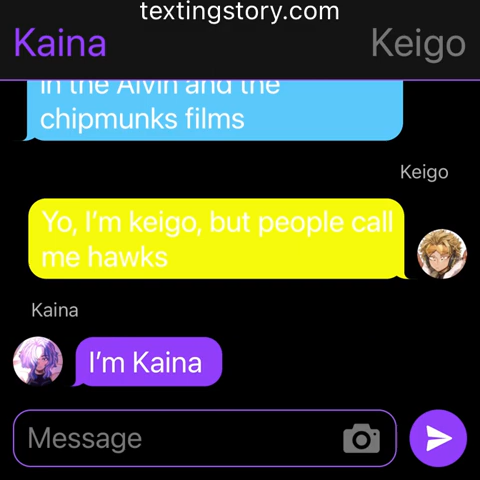 textingstory.com
Kaina
Keigo
in the Alvin and the
chipmunks films
Keigo
Yo, I’m keigo, but people call
me hawks
Kaina
I’m Kaina
Message